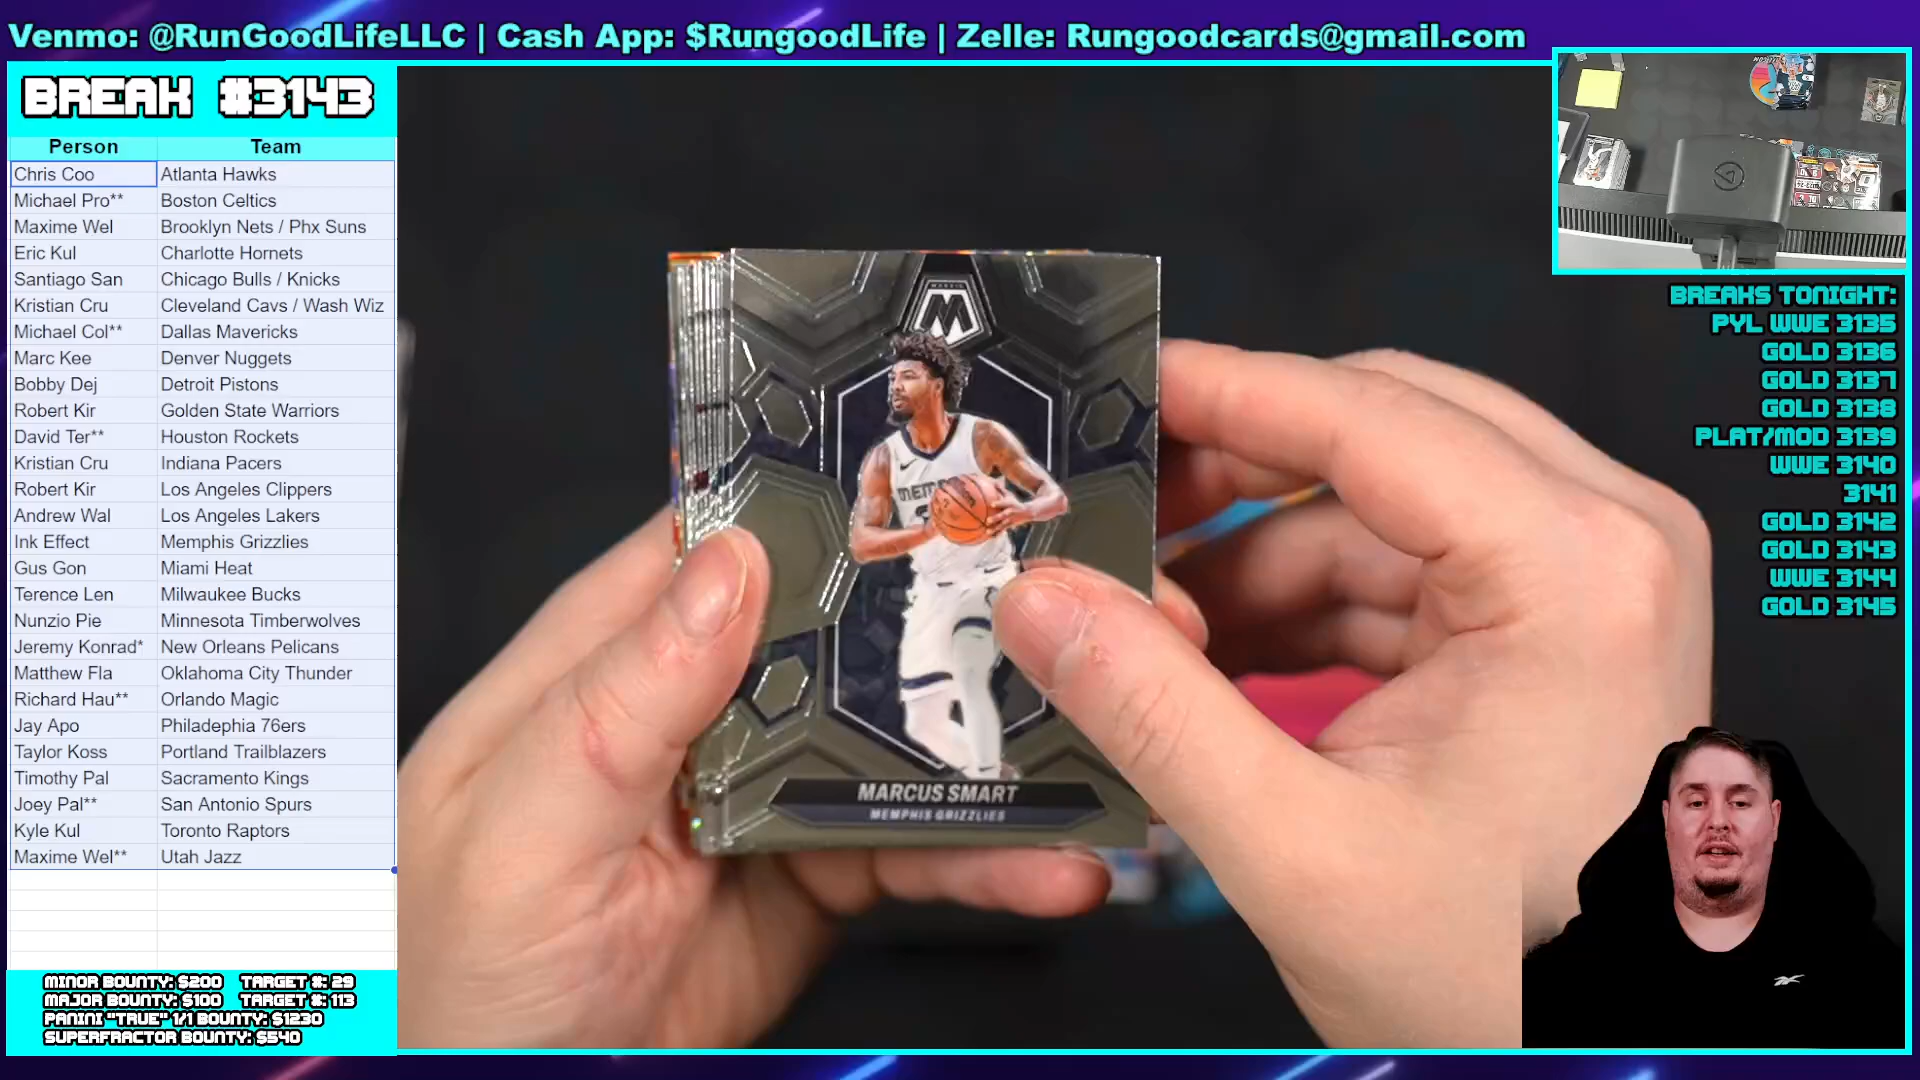 Venmo: @RunGoodLifeLLC | Cash App: $RungoodLife | Zelle: Rungoodcards@gmail.com
BREAK #3143
Person Team
Chris Coo Atlanta Hawks
Michael Pro** Boston Celtics
Maxime Wel Brooklyn Nets / Phx Suns
Eric Kul Charlotte Hornets
Santiago San Chicago Bulls / Knicks
Kristian Cru Cleveland Cavs / Wash Wiz
Michael Col** Dallas Mavericks
Marc Kee Denver Nuggets
Bobby Dej Detroit Pistons
Robert Kir Golden State Warriors
David Ter** Houston Rockets
Kristian Cru Indiana Pacers
Robert Kir Los Angeles Clippers
Andrew Wal Los Angeles Lakers
Ink Effect Memphis Grizzlies
Gus Gon Miami Heat
Terence Len Milwaukee Bucks
Nunzio Pie Minnesota Timberwolves
Jeremy Konrad* New Orleans Pelicans
Matthew Fla Oklahoma City Thunder
Richard Hau** Orlando Magic
Jay Apo Philadephia 76ers
Taylor Koss Portland Trailblazers
Timothy Pal Sacramento Kings
Joey Pal** San Antonio Spurs
Kyle Kul Toronto Raptors
Maxime Wel** Utah Jazz
MINOR BOUNTY: $200 TARGET #: 29
MAJOR BOUNTY: $100 TARGET #: 113
PANINI "TRUE" 1/1 BOUNTY: $1230
SUPERFRACTOR BOUNTY: $540
MOSAIC
M
MARCUS SMART
MEMPHIS GRIZZLIES
BREAKS TONIGHT:
PYL WWE 3135
GOLD 3136
GOLD 3137
GOLD 3138
PLAT/MOD 3139
WWE 3140
3141
GOLD 3142
GOLD 3143
WWE 3144
GOLD 3145